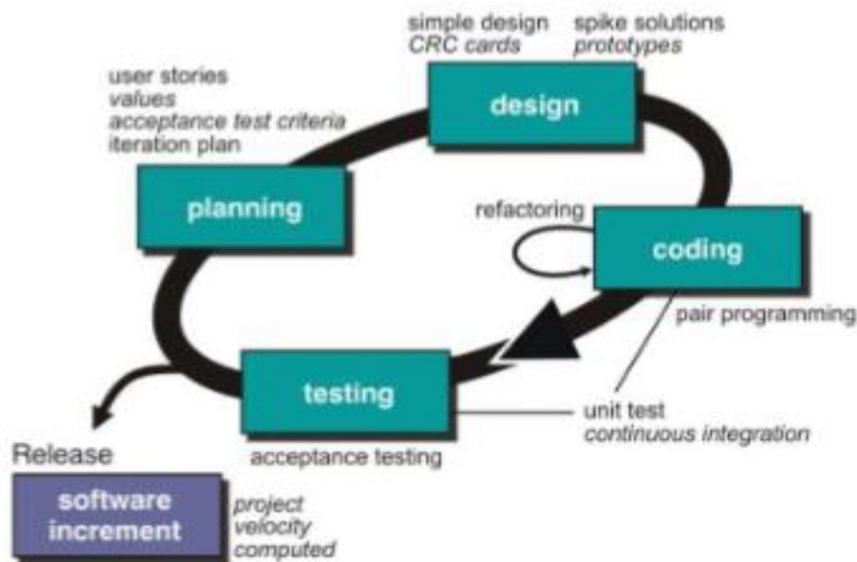 simple design
CRC cards
spike solutions
prototypes
user stories
values
acceptance test criteria
iteration plan
design
planning
refactoring
coding
pair programming
testing
unit test
continuous integration
acceptance testing
Release
software
increment
project
velocity
computed